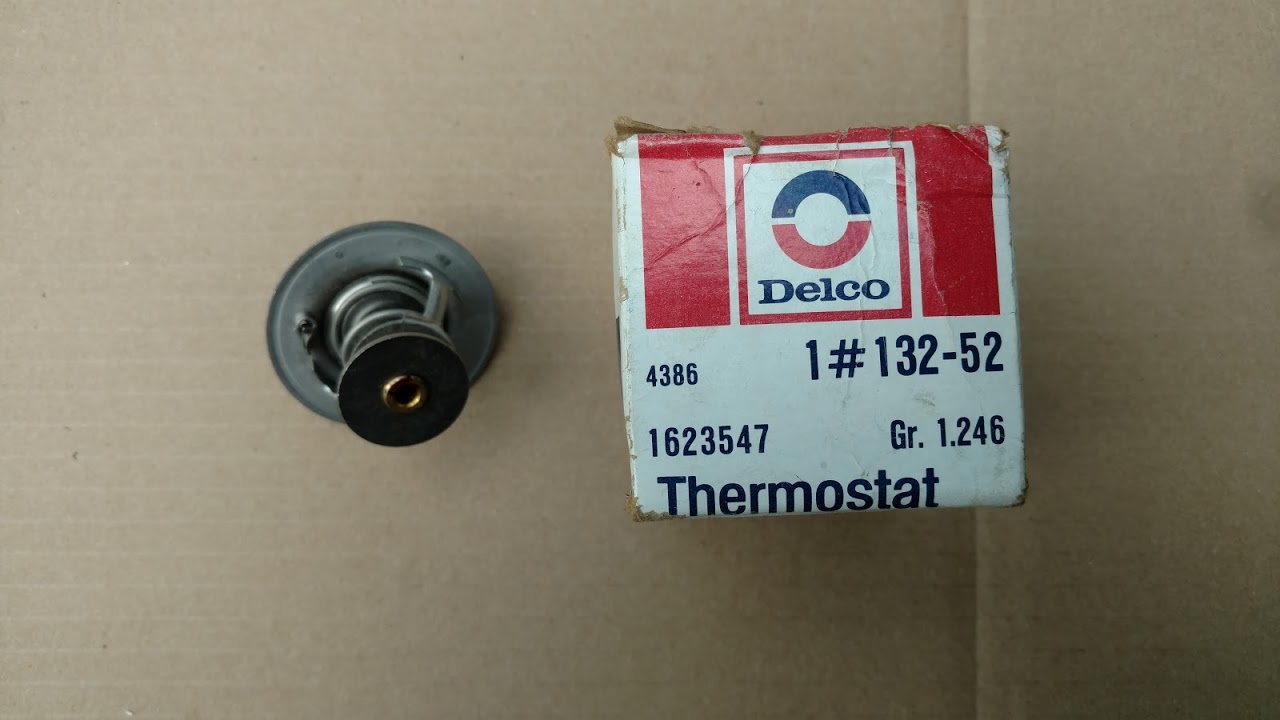 Delco
1#132-52
4386
1623547 Gr. 1.246
Thermostat